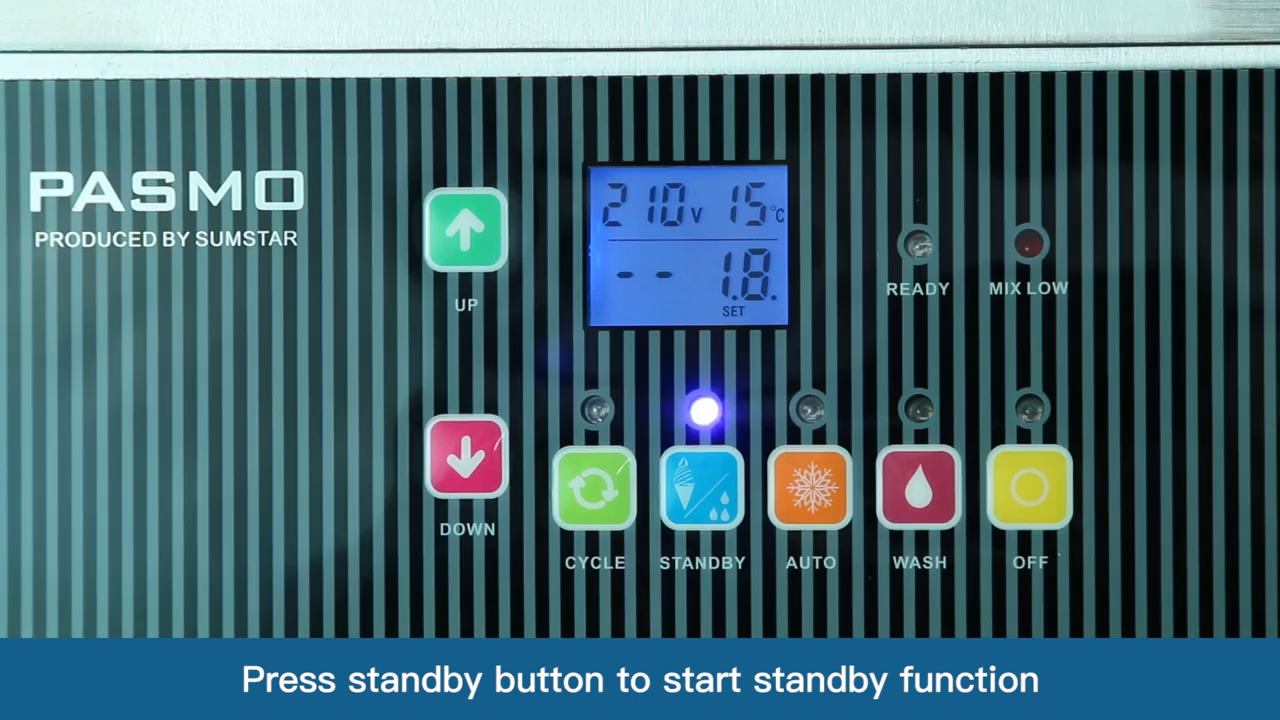 PASMO
PRODUCED BY SUMSTAR
UP
210V 15°C
-- 1.8.
SET
READY
MIX LOW
DOWN
CYCLE
STANDBY
AUTO
WASH
OFF
Press standby button to start standby function